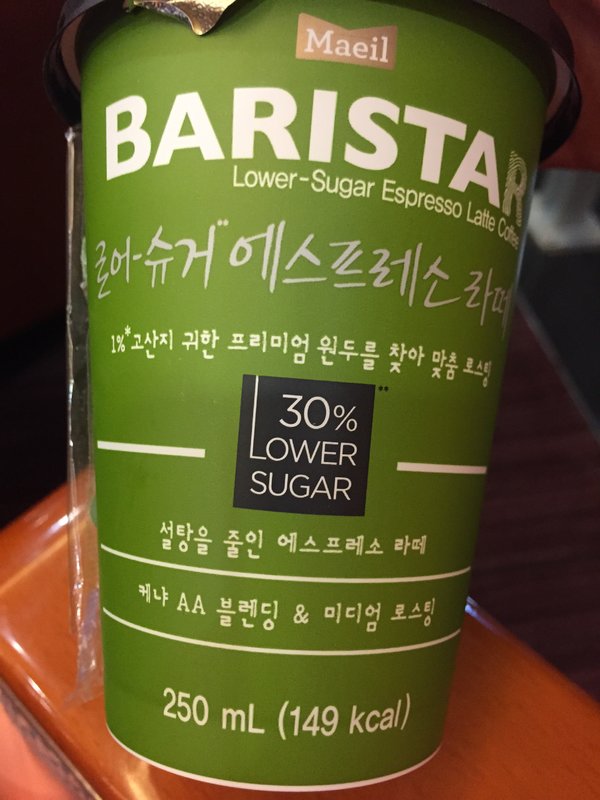 Maeil
BARISTAR
Lower-Sugar Espresso Latte Coffee
로어-슈거**에스프레소 라떼
1%*고산지 귀한 프리미엄 원두를 찾아 맞춤 로스팅
30%**
LOWER
SUGAR
설탕을 줄인 에스프레소 라떼
케냐 AA 블렌딩 & 미디엄 로스팅
250 mL (149 kcal)